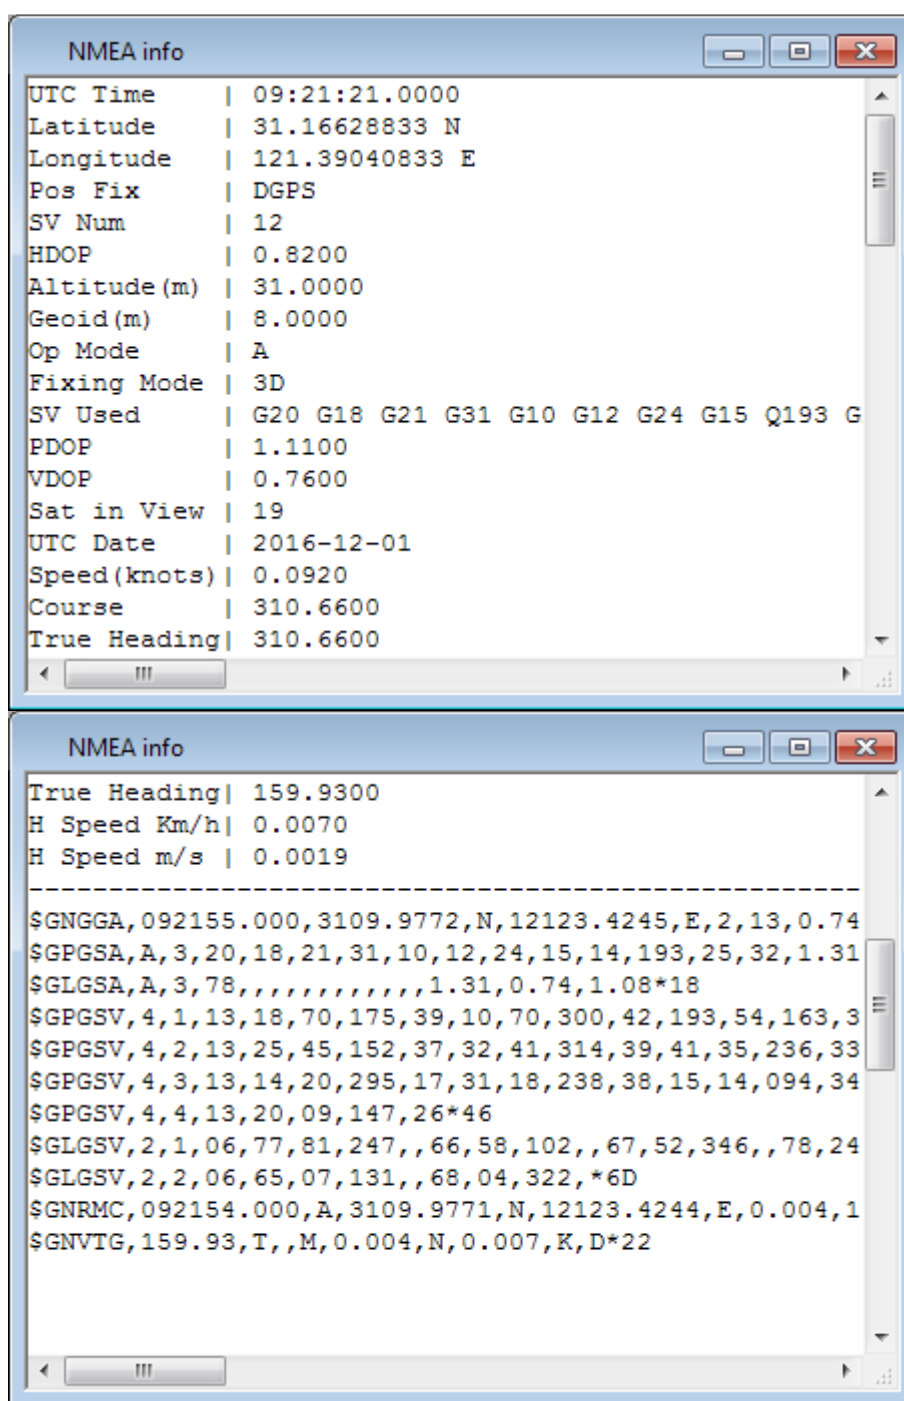 NMEA info
UTC Time | 09:21:21.0000
Latitude | 31.16628833 N
Longitude | 121.39040833 E
Pos Fix | DGPS
SV Num | 12
HDOP | 0.8200
Altitude(m) | 31.0000
Geoid(m) | 8.0000
Op Mode | A
Fixing Mode | 3D
SV Used | G20 G18 G21 G31 G10 G12 G24 G15 Q193 G
PDOP | 1.1100
VDOP | 0.7600
Sat in View | 19
UTC Date | 2016-12-01
Speed(knots)| 0.0920
Course | 310.6600
True Heading| 310.6600
NMEA info
True Heading| 159.9300
H Speed Km/h| 0.0070
H Speed m/s | 0.0019
----------------------------------------------------
$GNGGA,092155.000,3109.9772,N,12123.4245,E,2,13,0.74
$GPGSA,A,3,20,18,21,31,10,12,24,15,14,193,25,32,1.31
$GLGSA,A,3,78,,,,,,,,,,,,1.31,0.74,1.08*18
$GPGSV,4,1,13,18,70,175,39,10,70,300,42,193,54,163,3
$GPGSV,4,2,13,25,45,152,37,32,41,314,39,41,35,236,33
$GPGSV,4,3,13,14,20,295,17,31,18,238,38,15,14,094,34
$GPGSV,4,4,13,20,09,147,26*46
$GLGSV,2,1,06,77,81,247,,66,58,102,,67,52,346,,78,24
$GLGSV,2,2,06,65,07,131,,68,04,322,*6D
$GNRMC,092154.000,A,3109.9771,N,12123.4244,E,0.004,1
$GNVTG,159.93,T,,M,0.004,N,0.007,K,D*22